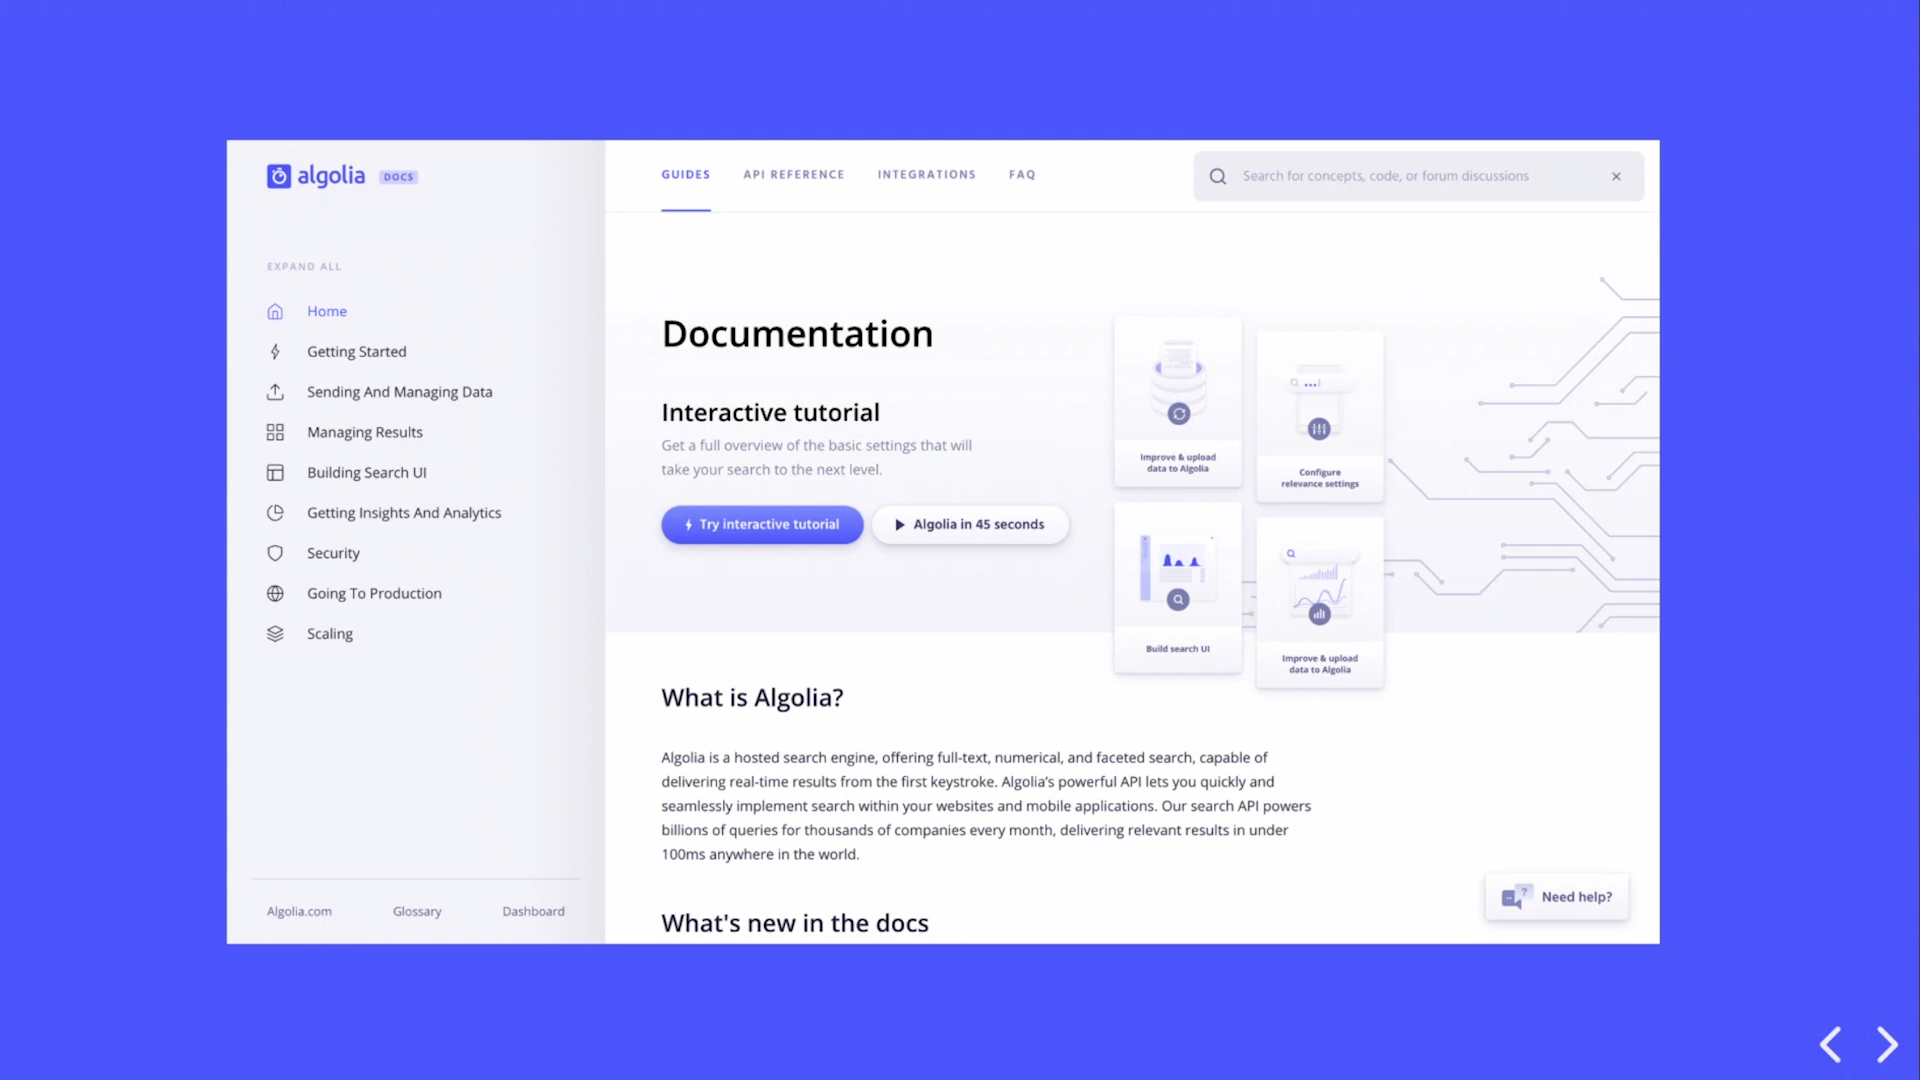 algolia DOCS
GUIDES API REFERENCE INTEGRATIONS FAQ
Search for concepts, code, or forum discussions
EXPAND ALL
Home
Getting Started
Sending And Managing Data
Managing Results
Building Search UI
Getting Insights And Analytics
Security
Going To Production
Scaling
Algolia.com Glossary Dashboard
Documentation
Interactive tutorial
Get a full overview of the basic settings that will
take your search to the next level.
Try interactive tutorial
Algolia in 45 seconds
Improve & upload
data to Algolia
Configure
relevance settings
Build search UI
Improve & upload
data to Algolia
What is Algolia?
Algolia is a hosted search engine, offering full-text, numerical, and faceted search, capable of
delivering real-time results from the first keystroke. Algolia’s powerful API lets you quickly and
seamlessly implement search within your websites and mobile applications. Our search API powers
billions of queries for thousands of companies every month, delivering relevant results in under
100ms anywhere in the world.
What's new in the docs
Need help?